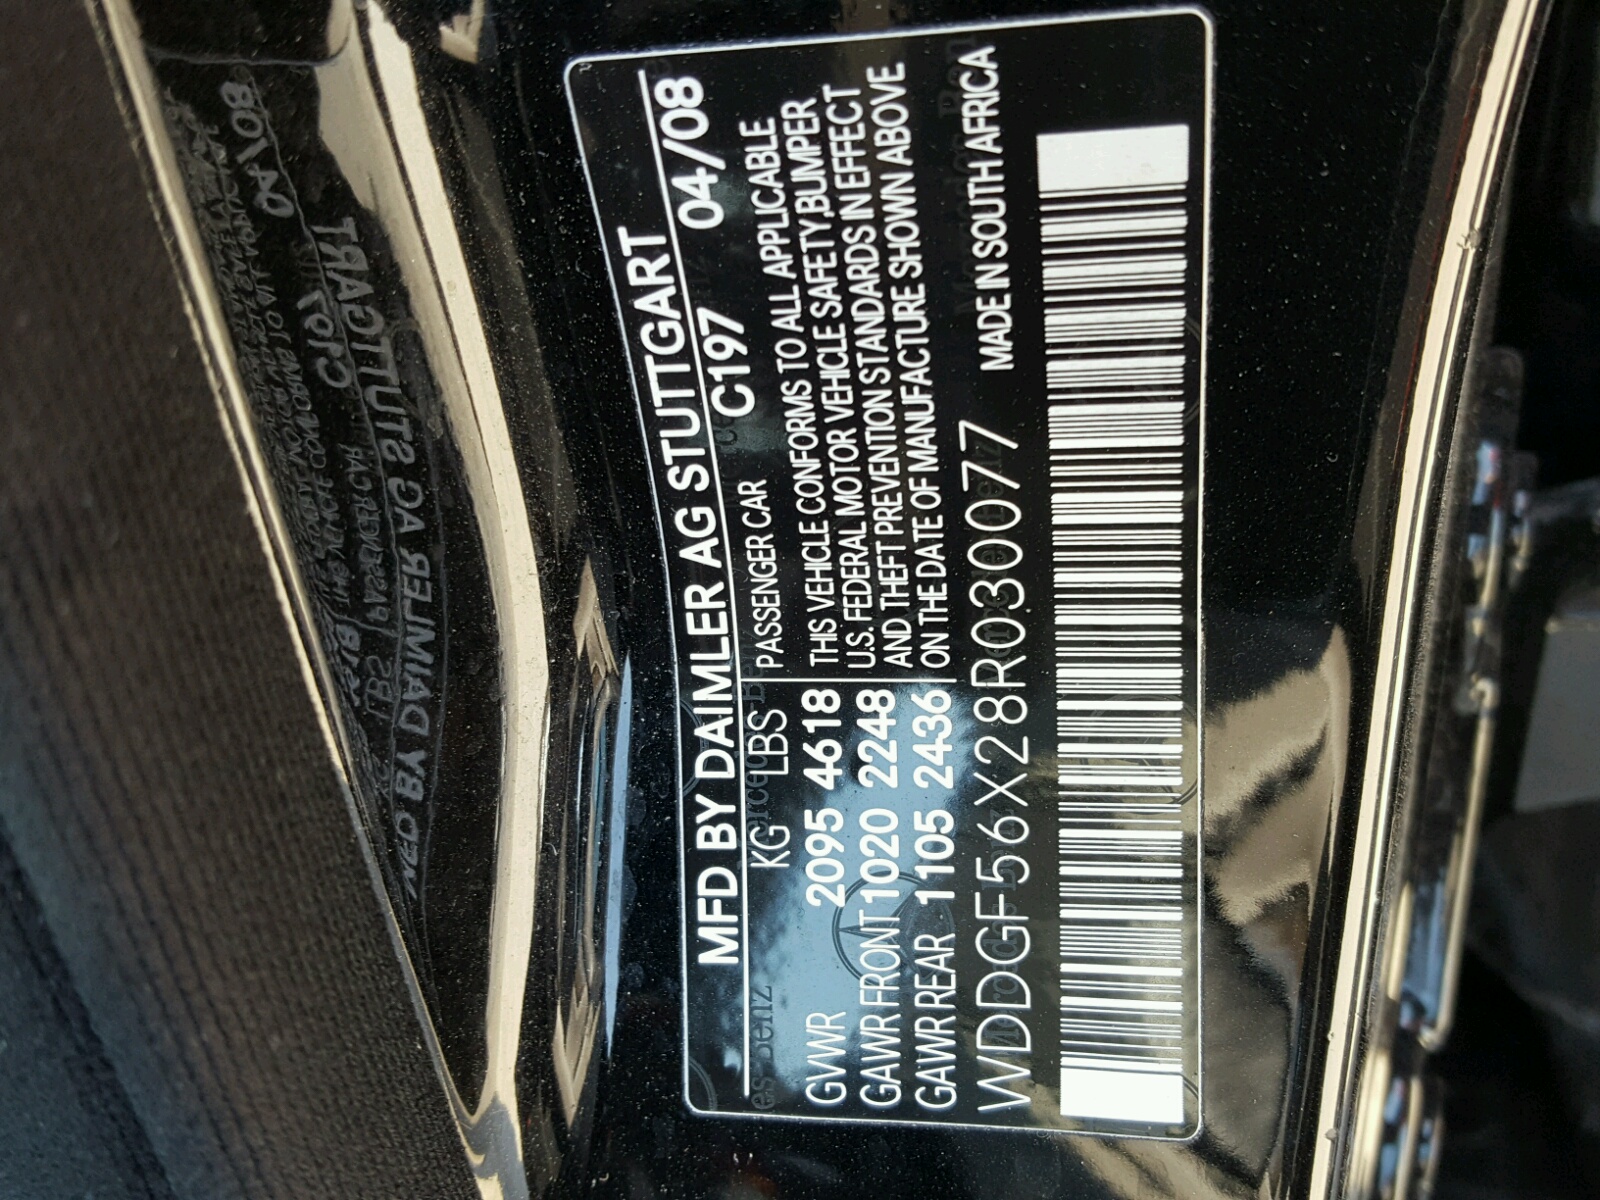 MFD BY DAIMLER AG STUTTGART
C197 04/08
KG LBS PASSENGER CAR
GVWR 2095 4618 THIS VEHICLE CONFORMS TO ALL APPLICABLE
U.S. FEDERAL MOTOR VEHICLE SAFETY, BUMPER
GAWR FRONT 1020 2248 AND THEFT PREVENTION STANDARDS IN EFFECT
GAWR REAR 1105 2436 ON THE DATE OF MANUFACTURE SHOWN ABOVE
WDDGF56X28R030077 MADE IN SOUTH AFRICA